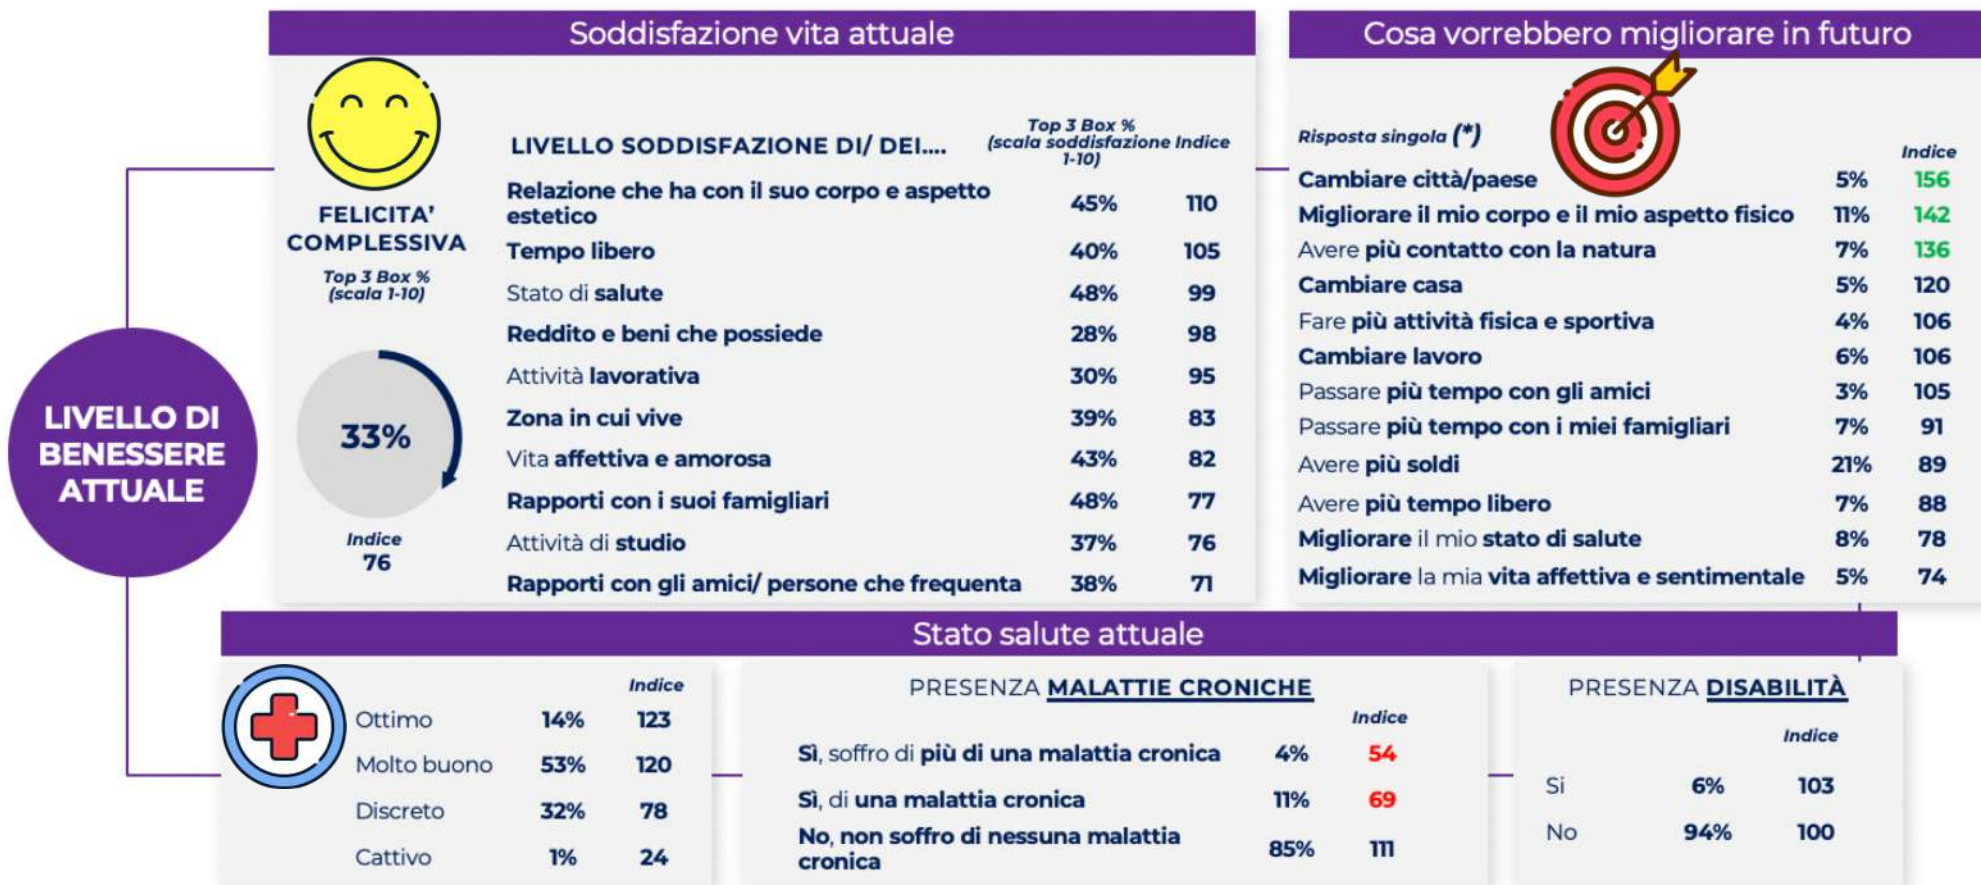 Soddisfazione vita attuale
FELICITA'
COMPLESSIVA
Top 3 Box %
(scala 1-10)
33%
Indice
76
LIVELLO SODDISFAZIONE DI/ DEI....
Top 3 Box %
(scala soddisfazione Indice
1-10)
Relazione che ha con il suo corpo e aspetto
estetico 45% 110
Tempo libero 40% 105
Stato di salute 48% 99
Reddito e beni che possiede 28% 98
Attività lavorativa 30% 95
Zona in cui vive 39% 83
Vita affettiva e amorosa 43% 82
Rapporti con i suoi famigliari 48% 77
Attività di studio 37% 76
Rapporti con gli amici/ persone che frequenta 38% 71
Cosa vorrebbero migliorare in futuro
Risposta singola (*)
Indice
Cambiare città/paese 5% 156
Migliorare il mio corpo e il mio aspetto fisico 11% 142
Avere più contatto con la natura 7% 136
Cambiare casa 5% 120
Fare più attività fisica e sportiva 4% 106
Cambiare lavoro 6% 106
Passare più tempo con gli amici 3% 105
Passare più tempo con i miei famigliari 7% 91
Avere più soldi 21% 89
Avere più tempo libero 7% 88
Migliorare il mio stato di salute 8% 78
Migliorare la mia vita affettiva e sentimentale 5% 74
LIVELLO DI
BENESSERE
ATTUALE
Stato salute attuale
Indice
Ottimo 14% 123
Molto buono 53% 120
Discreto 32% 78
Cattivo 1% 24
PRESENZA MALATTIE CRONICHE
Indice
Sì, soffro di più di una malattia cronica 4% 54
Sì, di una malattia cronica 11% 69
No, non soffro di nessuna malattia
cronica 85% 111
PRESENZA DISABILITÀ
Indice
Si 6% 103
No 94% 100